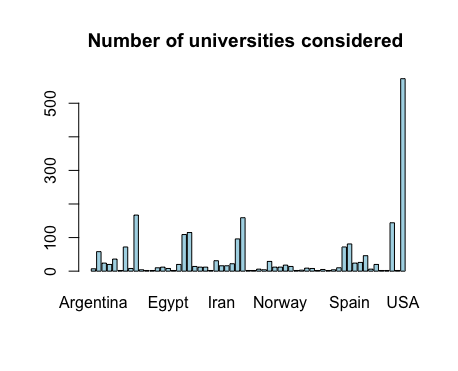 Number of universities considered
500
300
100
0
Argentina Egypt Iran Norway Spain USA